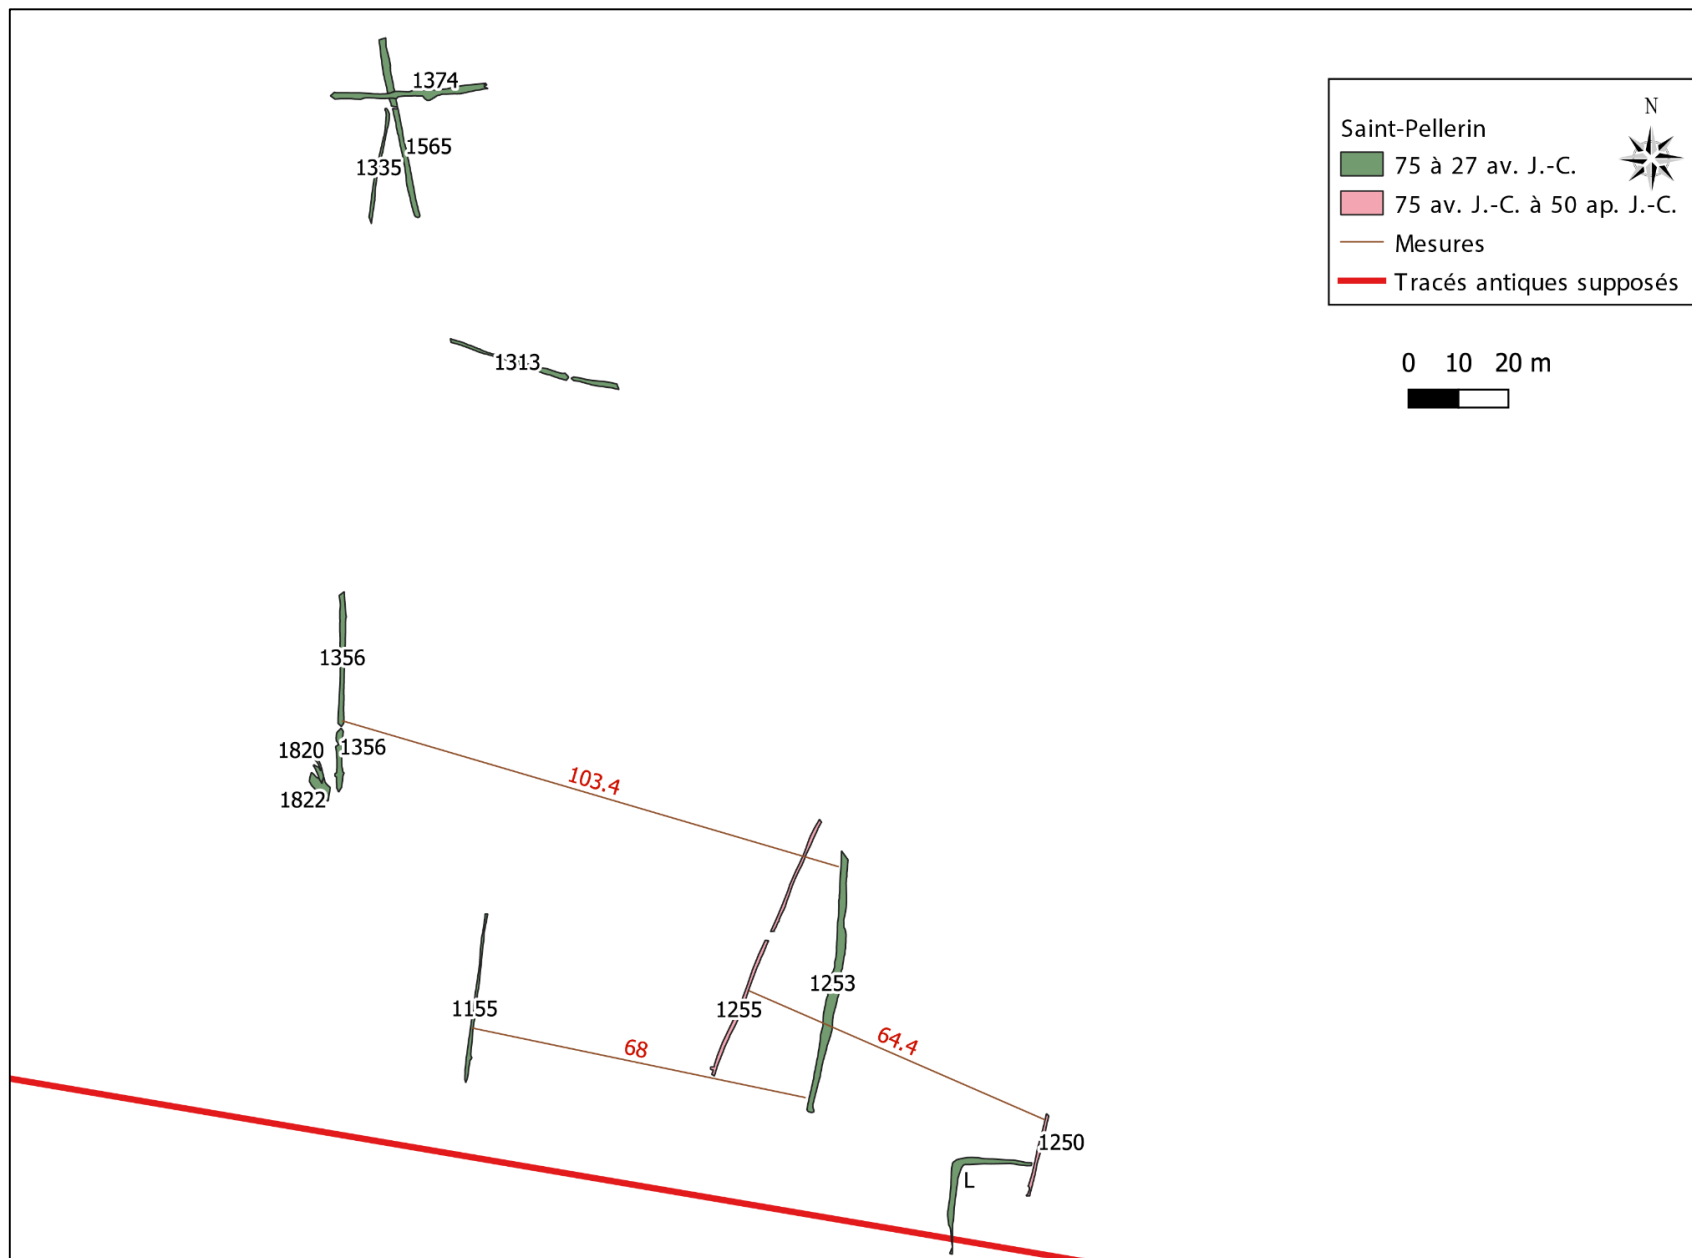 1374
1565
1335
N
Saint-Pellerin
75 à 27 av. J.-C.
75 av. J.-C. à 50 ap. J.-C.
Mesures
Tracés antiques supposés
0 10 20 m
1313
1356
1820
1356
1822
103.4
1253
1155
1255
68
64.4
1250
L